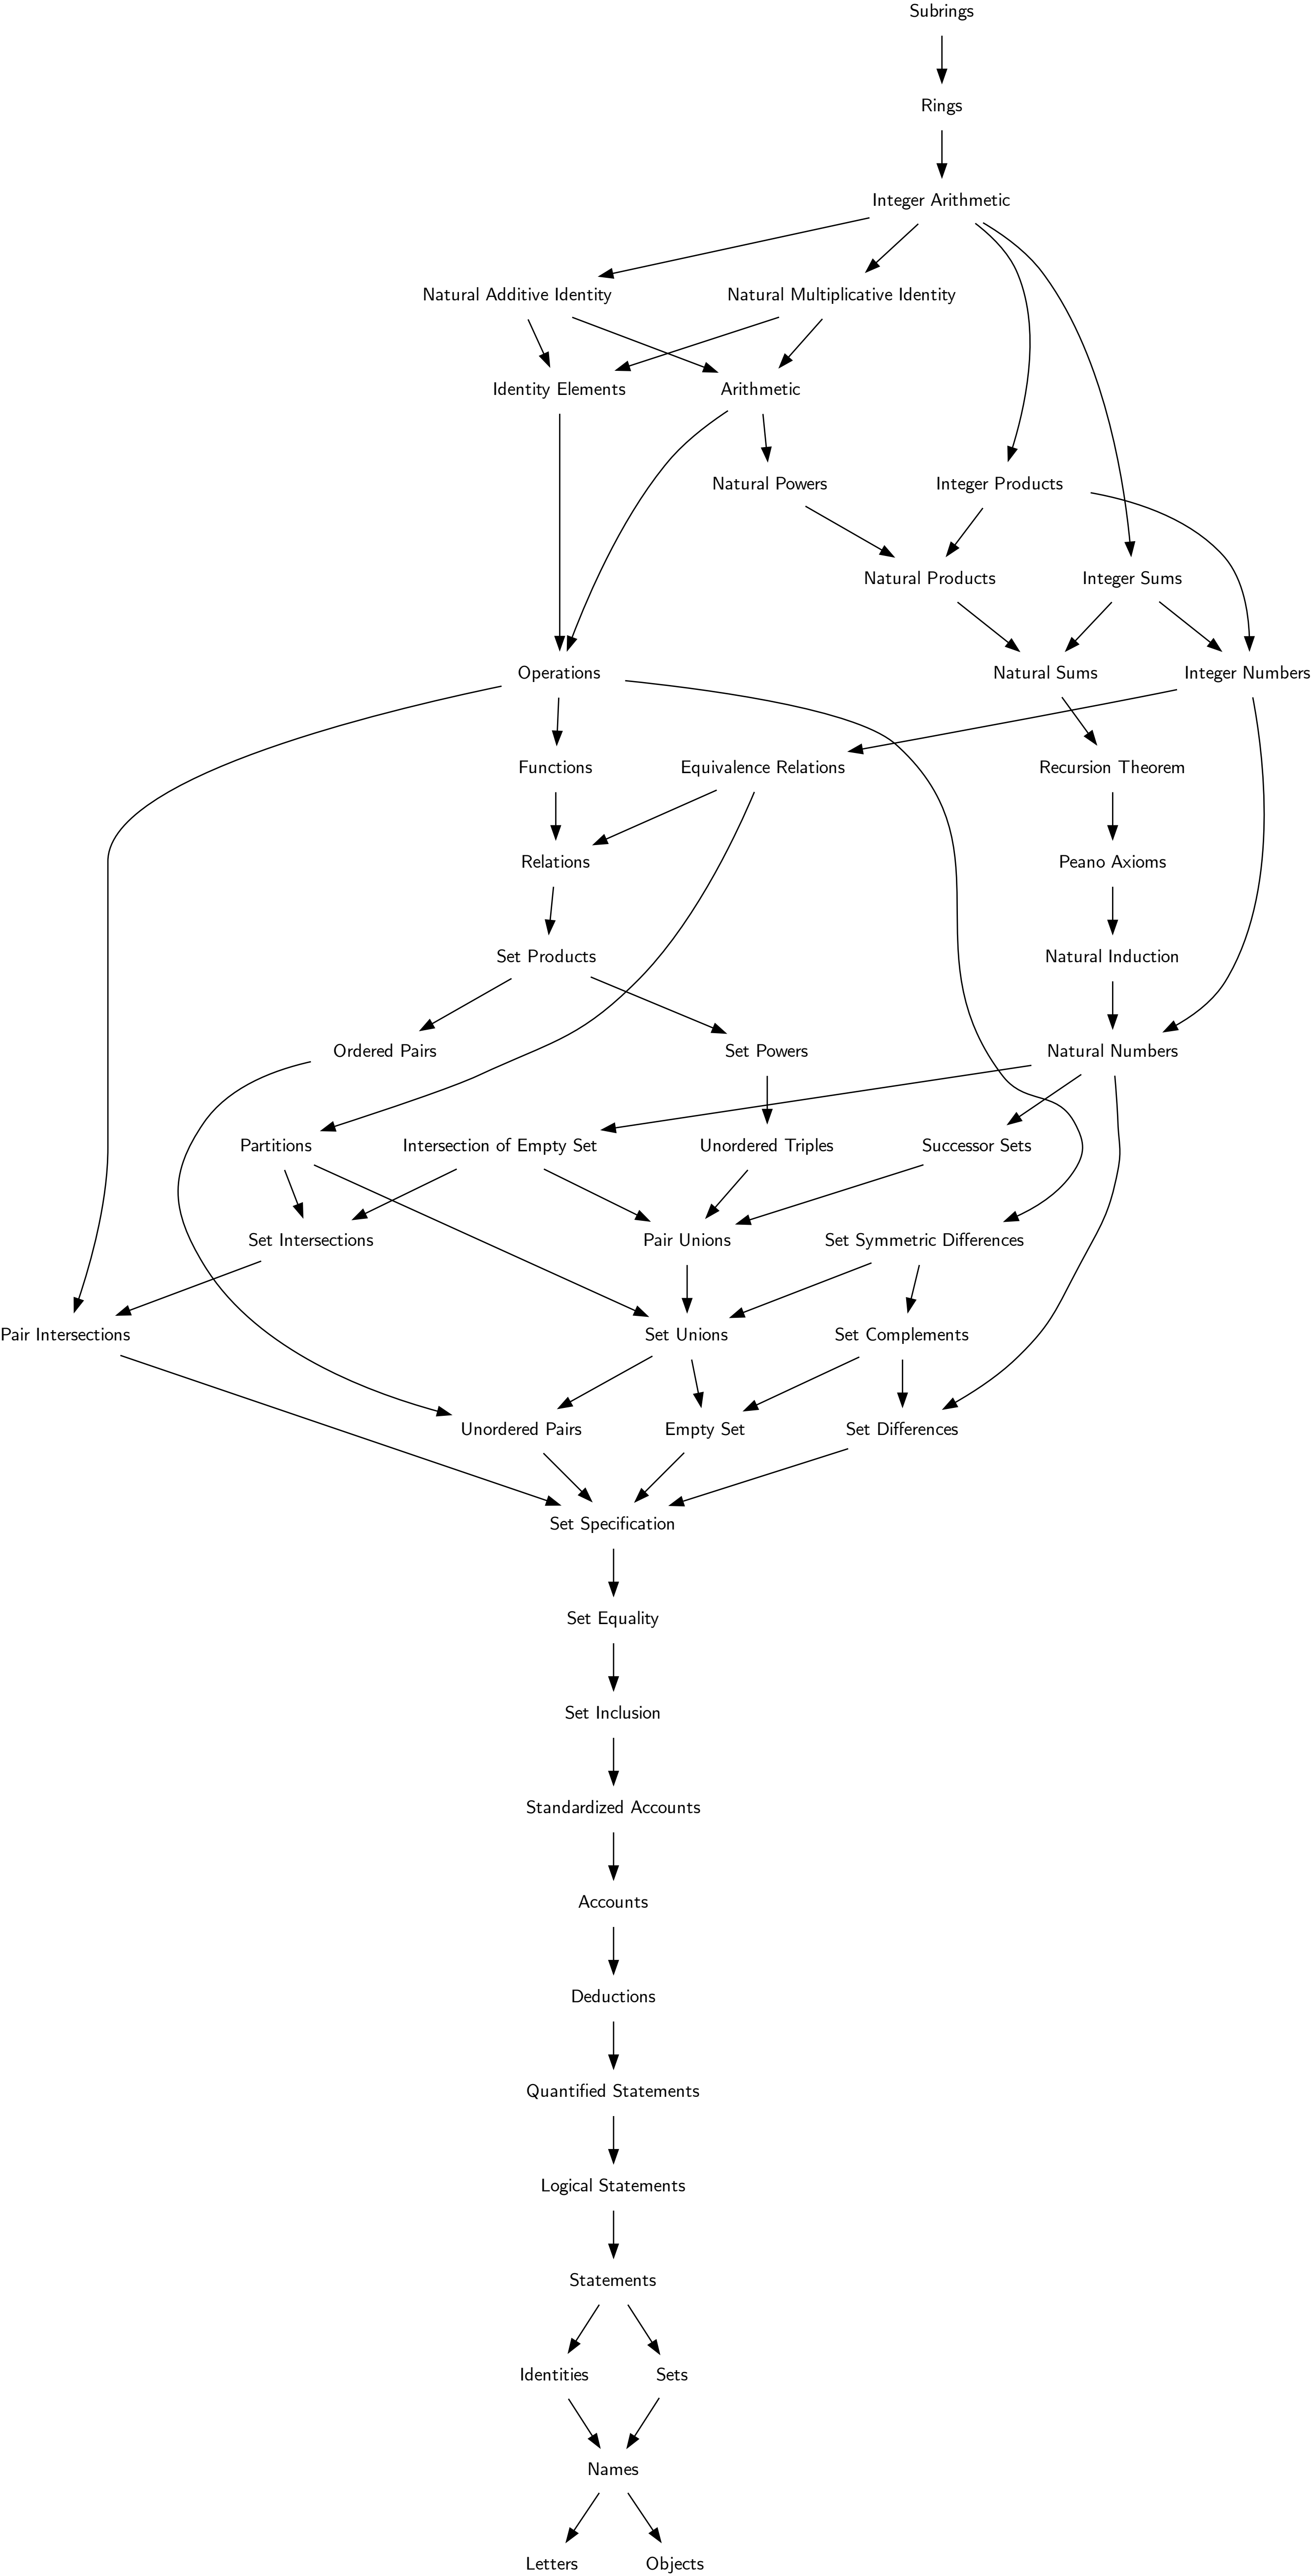 Subrings
Rings
Integer Arithmetic
Natural Additive Identity
Natural Multiplicative Identity
Identity Elements
Arithmetic
Natural Powers
Integer Products
Natural Products
Integer Sums
Operations
Natural Sums
Integer Numbers
Functions
Equivalence Relations
Recursion Theorem
Relations
Peano Axioms
Set Products
Natural Induction
Ordered Pairs
Set Powers
Natural Numbers
Partitions
Intersection of Empty Set
Unordered Triples
Successor Sets
Set Intersections
Pair Unions
Set Symmetric Differences
Pair Intersections
Set Unions
Set Complements
Unordered Pairs
Empty Set
Set Differences
Set Specification
Set Equality
Set Inclusion
Standardized Accounts
Accounts
Deductions
Quantified Statements
Logical Statements
Statements
Identities
Sets
Names
Letters
Objects